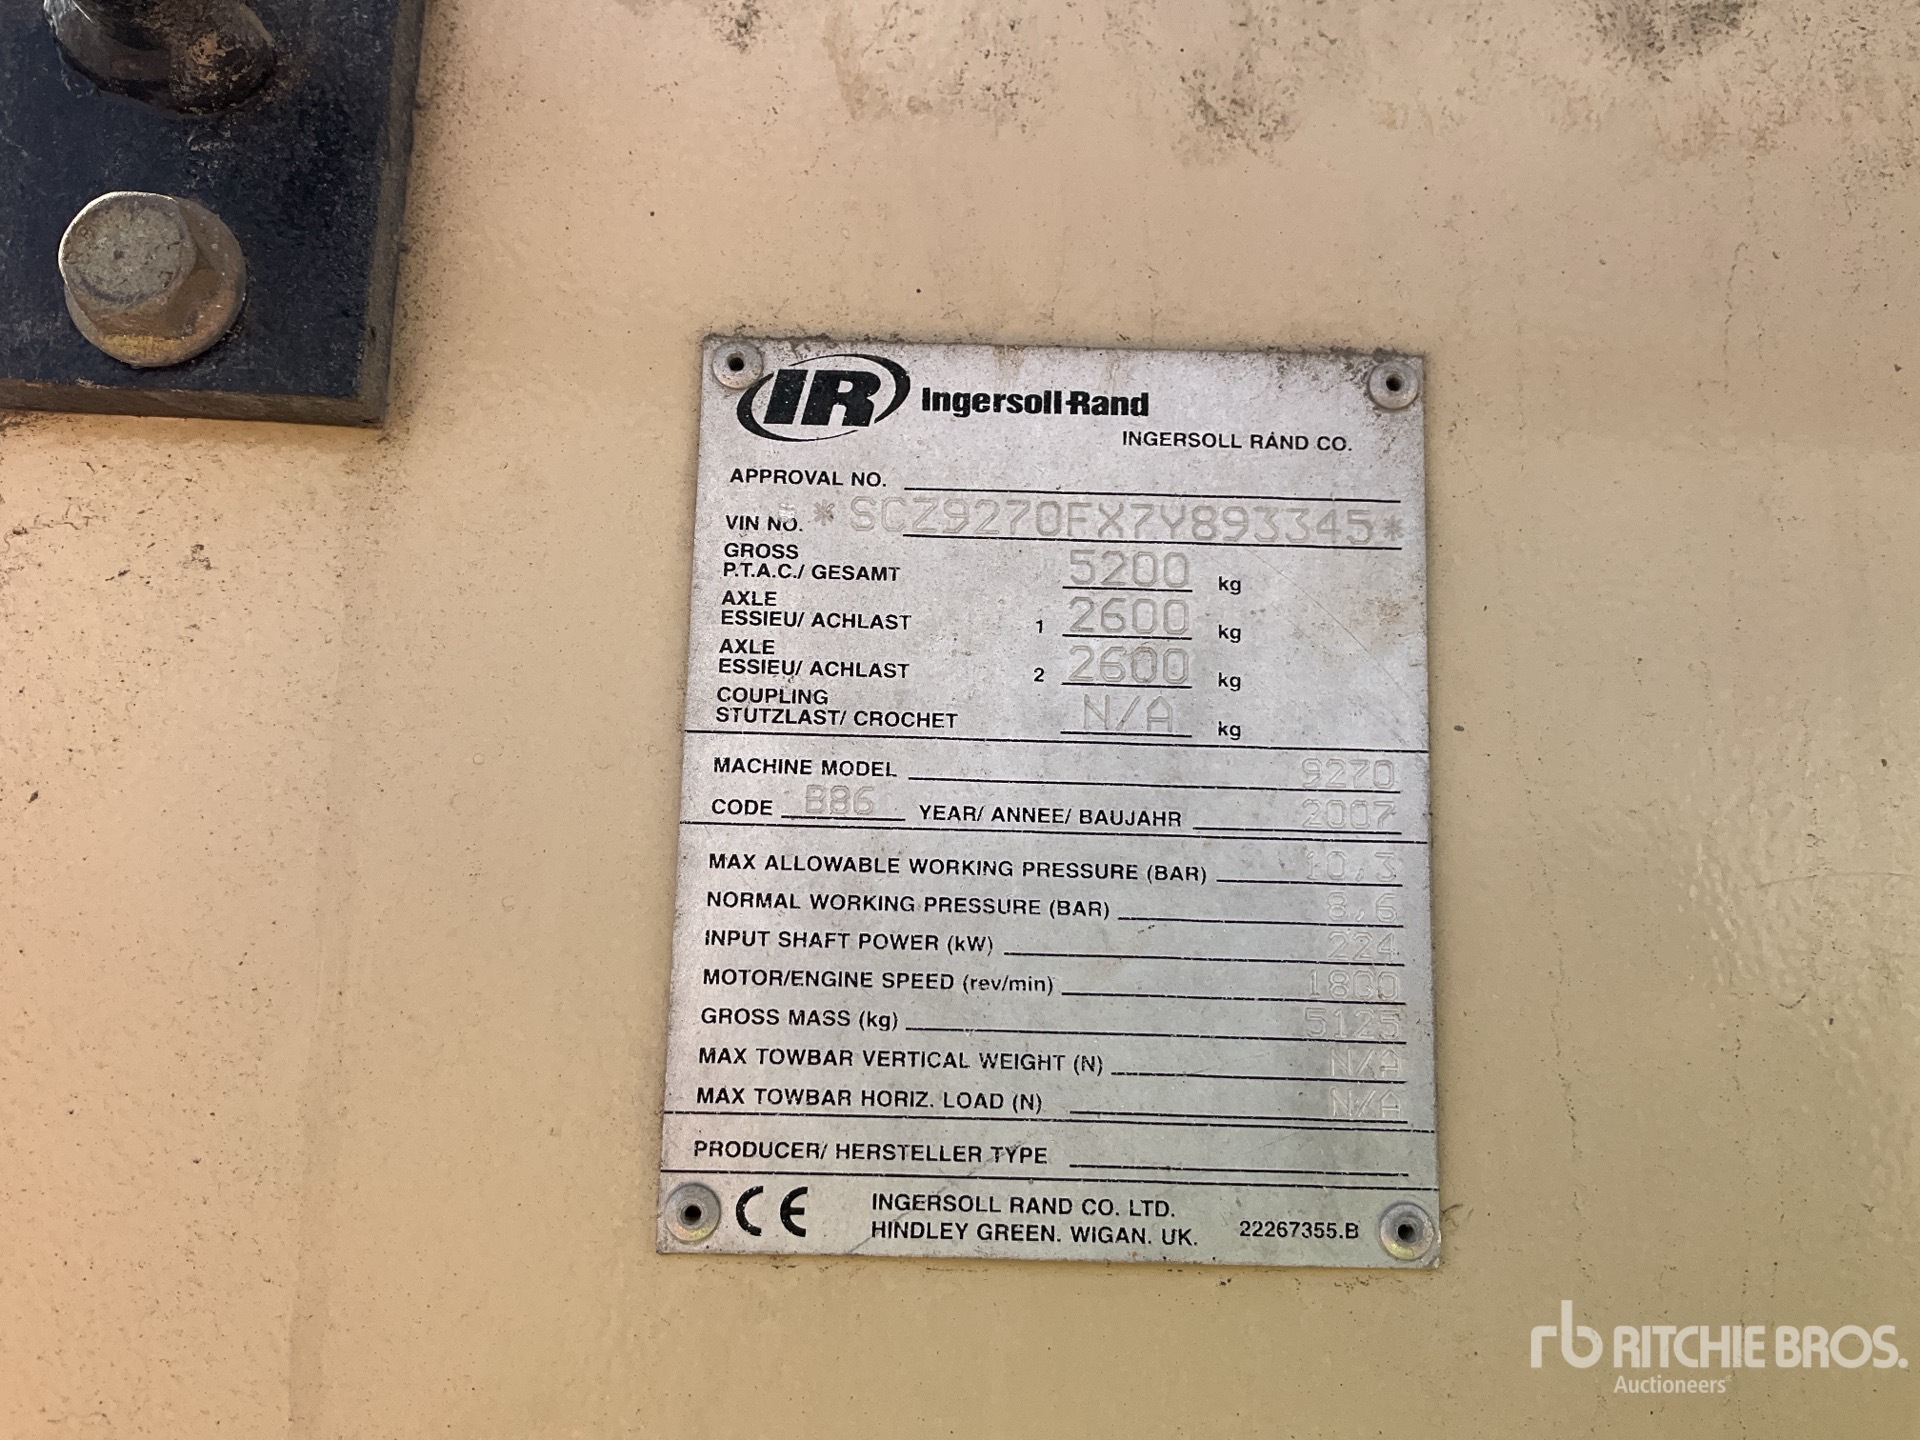 IR Ingersoll-Rand
INGERSOLL RAND CO.
APPROVAL NO.
VIN NO. *SCZ9270FX7Y893345*
GROSS
P.T.A.C./ GESAMT 5200 kg
AXLE
ESSIEU/ ACHLAST 1 2600 kg
AXLE
ESSIEU/ ACHLAST 2 2600 kg
COUPLING
STUTZLAST/ CROCHET N/A kg
MACHINE MODEL 9270
CODE B86 YEAR/ ANNEE/ BAUJAHR 2007
MAX ALLOWABLE WORKING PRESSURE (BAR) 10,3
NORMAL WORKING PRESSURE (BAR) 8,6
INPUT SHAFT POWER (kW) 224
MOTOR/ENGINE SPEED (rev/min) 1800
GROSS MASS (kg) 5125
MAX TOWBAR VERTICAL WEIGHT (N) N/A
MAX TOWBAR HORIZ. LOAD (N) N/A
PRODUCER/ HERSTELLER TYPE
CE INGERSOLL RAND CO. LTD.
HINDLEY GREEN. WIGAN. UK. 22267355.B
rb RITCHIE BROS.
Auctioneers